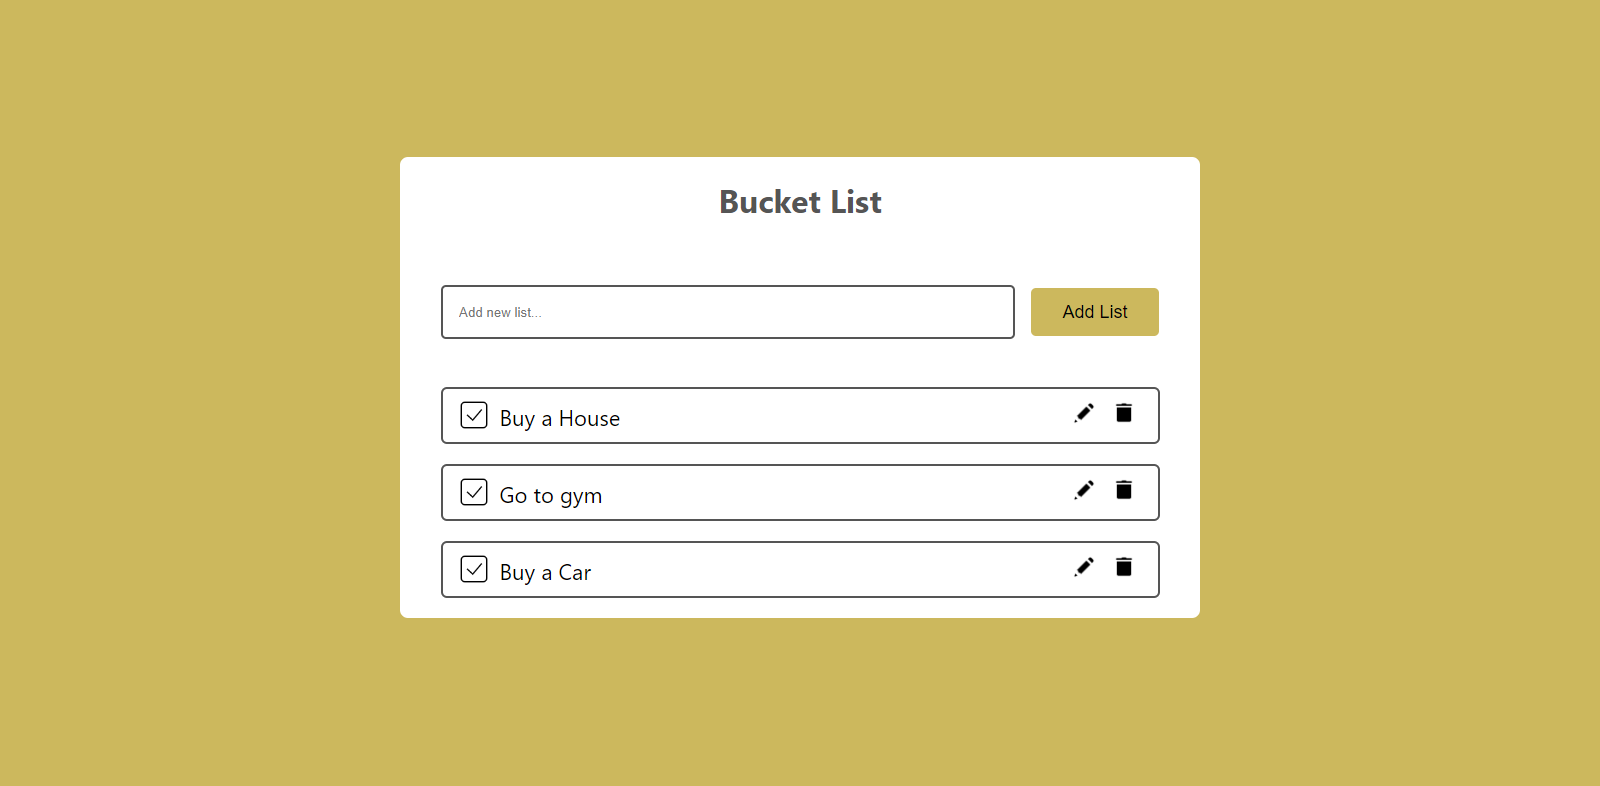 Bucket List
Add new list...
Add List
Buy a House
Go to gym
Buy a Car